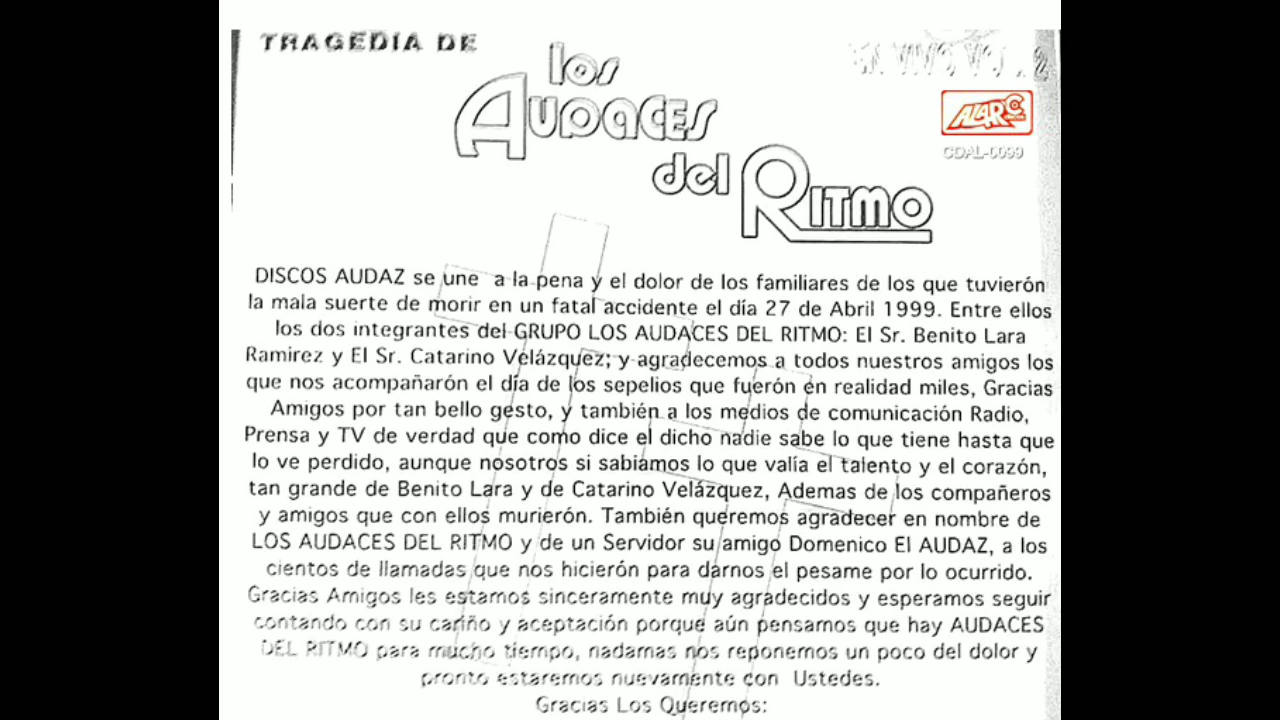 TRAGEDIA DE
los
AUDACES
del RITMO
EN VIVO VOL. 2
ALARC
CDAL-0099
DISCOS AUDAZ se une a la pena y el dolor de los familiares de los que tuvierón
la mala suerte de morir en un fatal accidente el día 27 de Abril 1999. Entre ellos
los dos integrantes del GRUPO LOS AUDACES DEL RITMO: El Sr. Benito Lara
Ramirez y El Sr. Catarino Velázquez; y agradecemos a todos nuestros amigos los
que nos acompañarón el día de los sepelios que fuerón en realidad miles, Gracias
Amigos por tan bello gesto, y también a los medios de comunicación Radio,
Prensa y TV de verdad que como dice el dicho nadie sabe lo que tiene hasta que
lo ve perdido, aunque nosotros si sabiamos lo que valía el talento y el corazón,
tan grande de Benito Lara y de Catarino Velázquez, Ademas de los compañeros
y amigos que con ellos murierón. También queremos agradecer en nombre de
LOS AUDACES DEL RITMO y de un Servidor su amigo Domenico El AUDAZ, a los
cientos de llamadas que nos hicierón para darnos el pesame por lo ocurrido.
Gracias Amigos les estamos sinceramente muy agradecidos y esperamos seguir
contando con su cariño y aceptación porque aún pensamos que hay AUDACES
DEL RITMO para mucho tiempo, nadamas nos reponemos un poco del dolor y
pronto estaremos nuevamente con Ustedes.
Gracias Los Queremos: